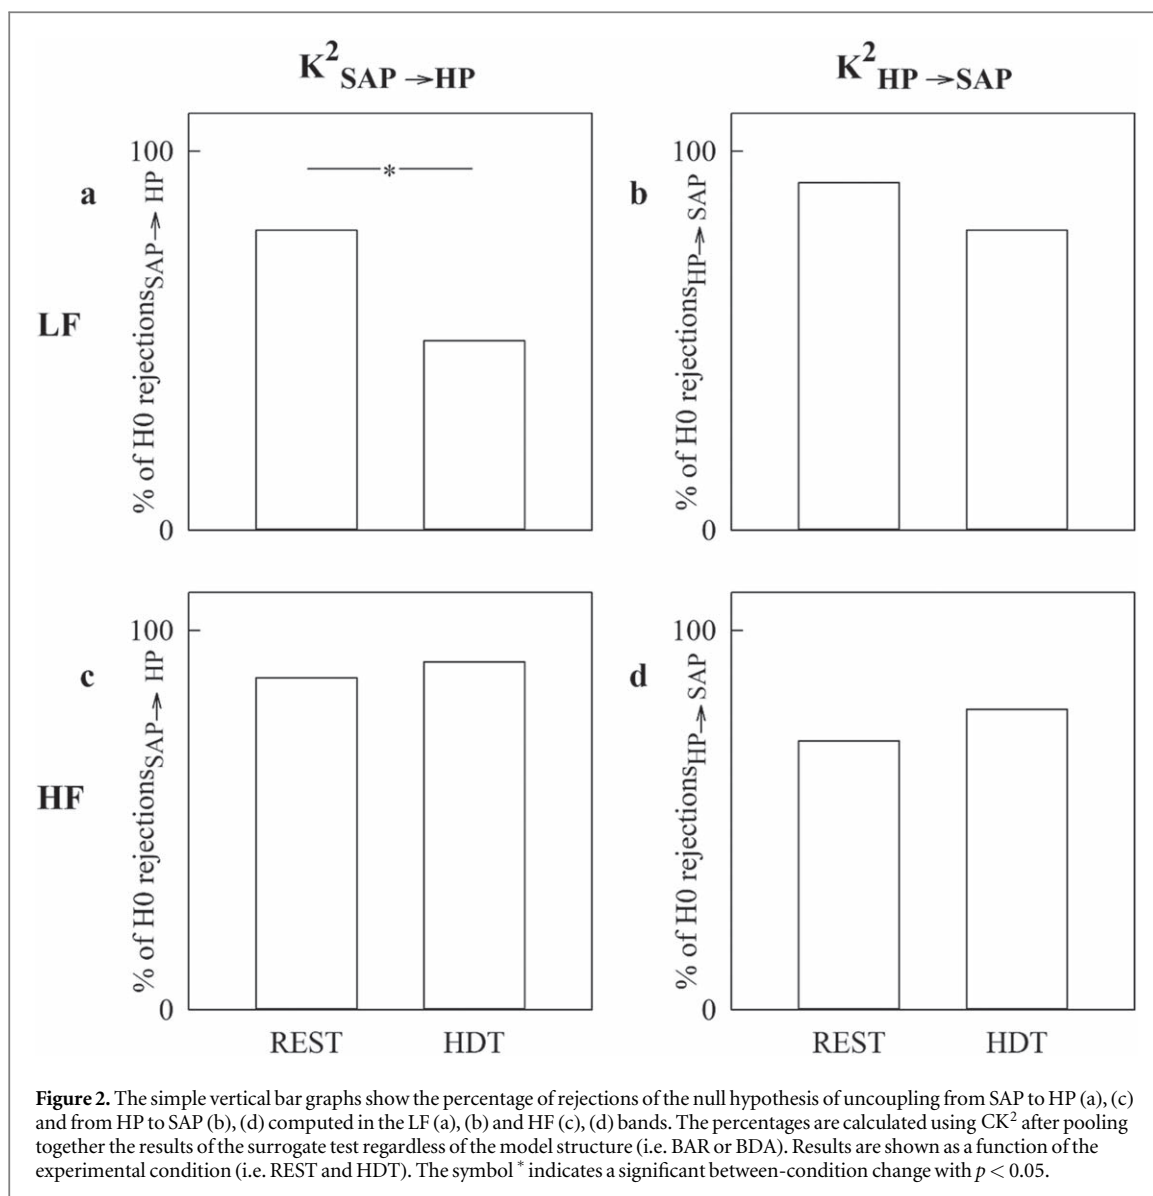 K²SAP → HP
K²HP → SAP
a
% of H0 rejectionsSAP → HP
100
*
0
b
% of H0 rejectionsHP → SAP
100
0
LF
c
% of H0 rejectionsSAP → HP
100
0
REST HDT
d
% of H0 rejectionsHP → SAP
100
0
REST HDT
HF
Figure 2. The simple vertical bar graphs show the percentage of rejections of the null hypothesis of uncoupling from SAP to HP (a), (c)
and from HP to SAP (b), (d) computed in the LF (a), (b) and HF (c), (d) bands. The percentages are calculated using CK² after pooling
together the results of the surrogate test regardless of the model structure (i.e. BAR or BDA). Results are shown as a function of the
experimental condition (i.e. REST and HDT). The symbol * indicates a significant between-condition change with p < 0.05.